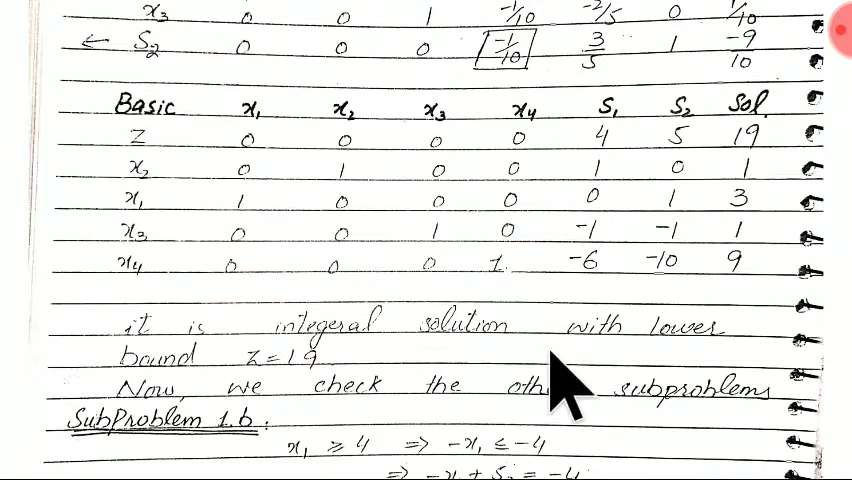 x3 0 0 1 -1/10 -2/5 0 1/10
← S2 0 0 0 -1/10 3/5 1 -9/10
Basic x1 x2 x3 x4 S1 S2 Sol.
Z 0 0 0 0 4 5 19
x2 0 1 0 0 1 0 1
x1 1 0 0 0 0 1 3
x3 0 0 1 0 -1 -1 1
x4 0 0 0 1. -6 -10 9
it is integeral solution with lower
bound Z=19
Now, we check the oth subproblems
SubProblem 1.b:
x1 ≥ 4 ⇒ -x1 ≤ -4